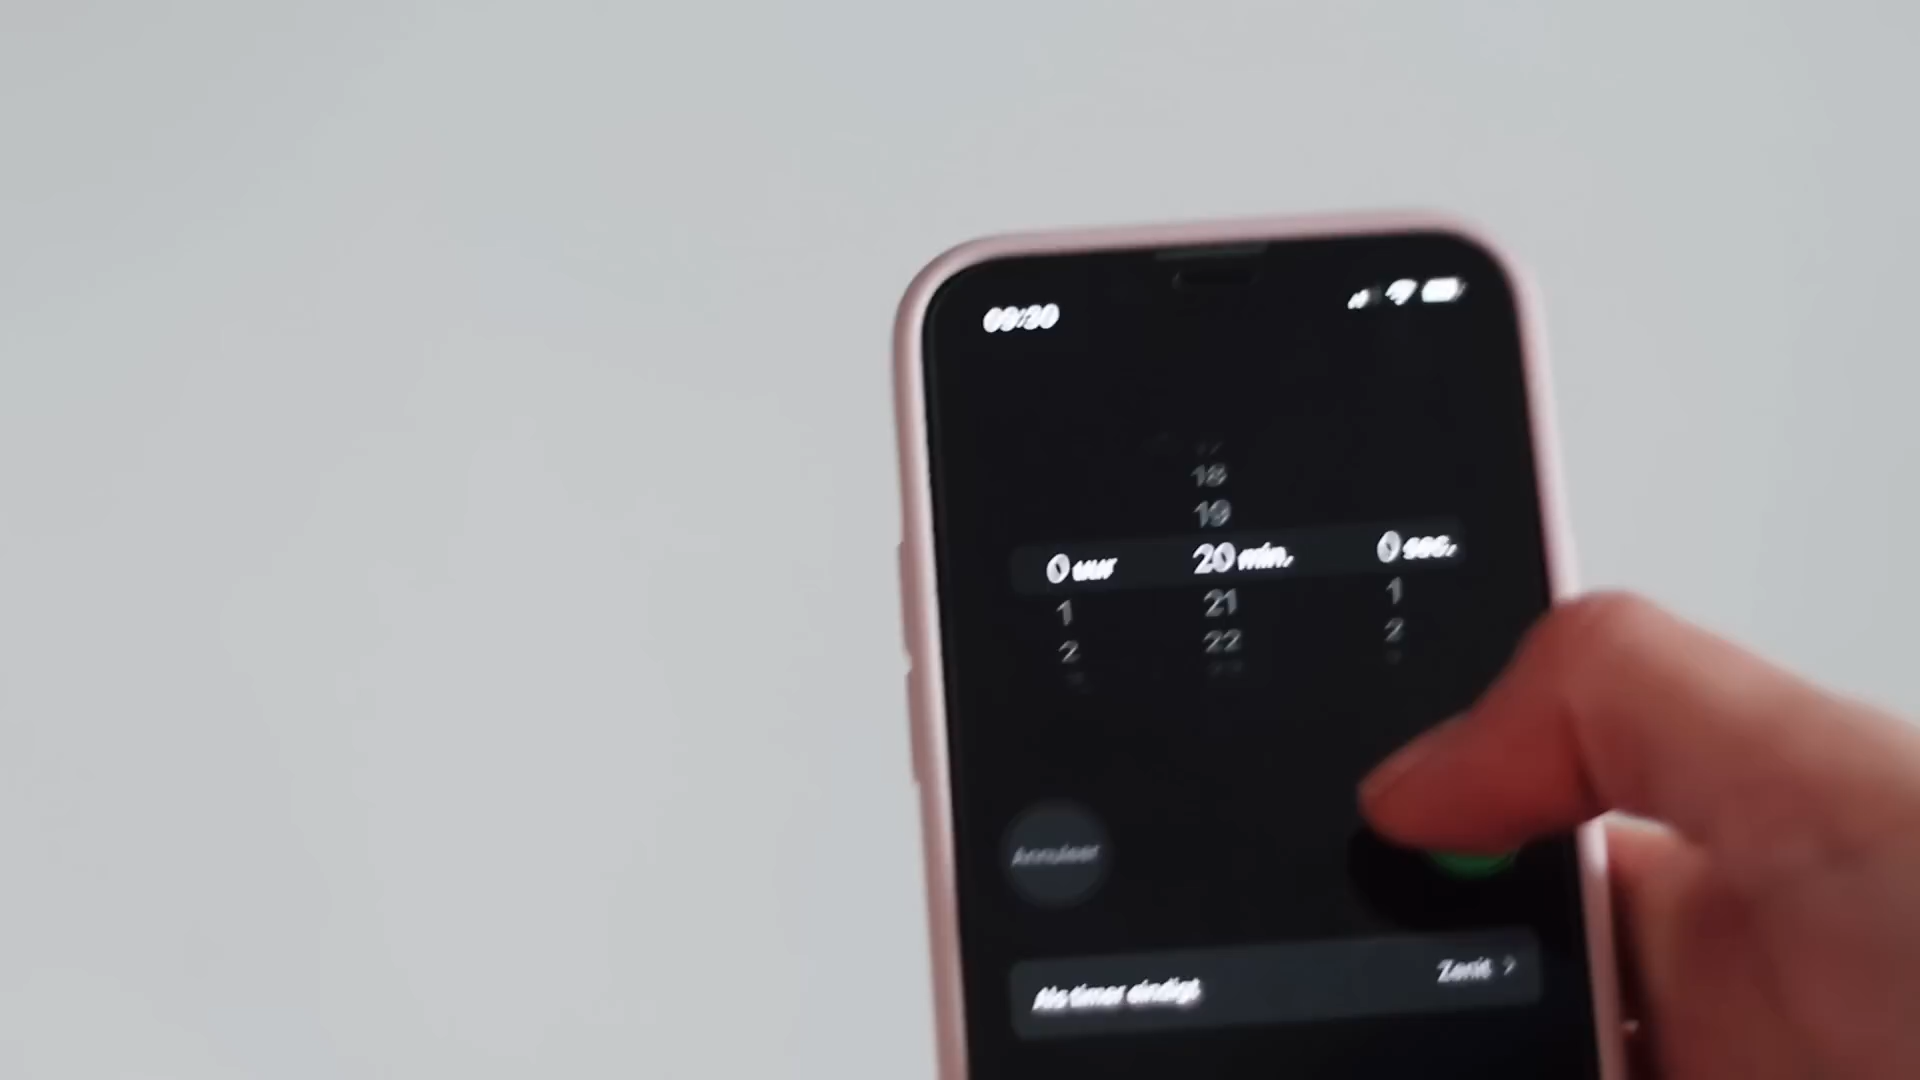 09:30
18
19
0 uur 20 min. 0 sec.
1 21 1
2 22 2
Annuleer
Als timer eindigt Zenit >